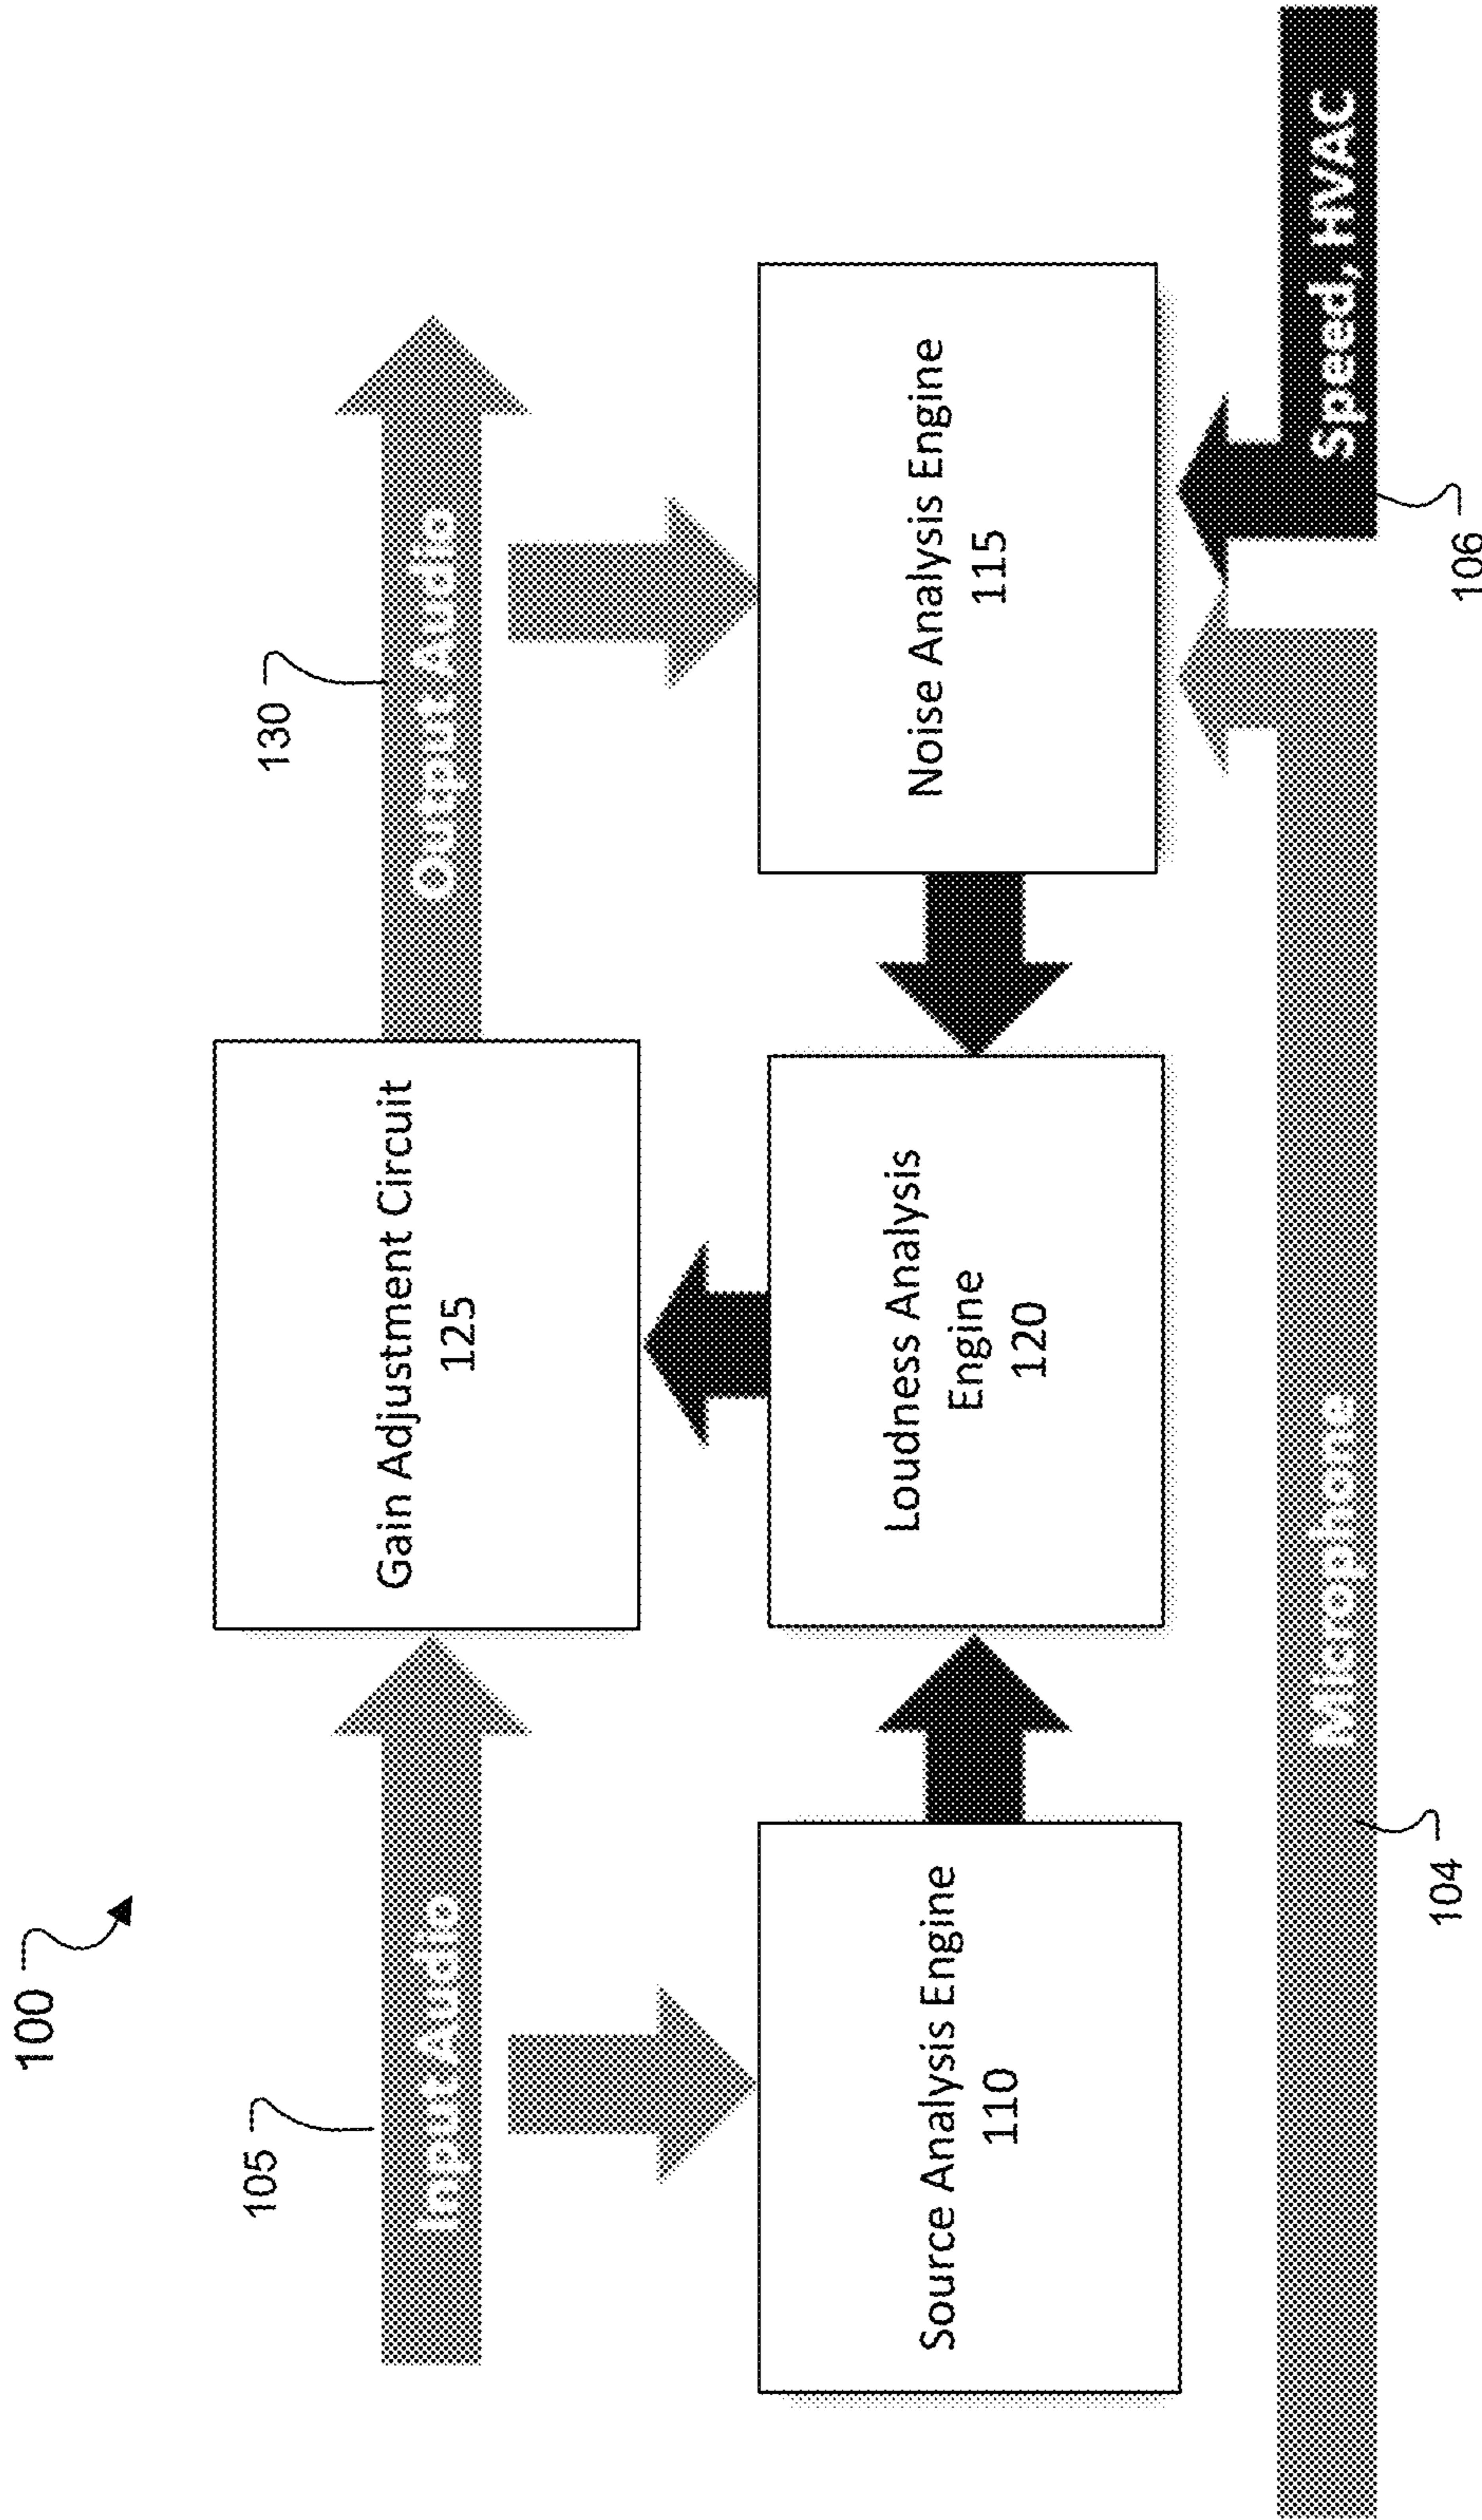 100
105
Input Audio
130
Output Audio
Gain Adjustment Circuit
125
Source Analysis Engine
110
Loudness Analysis
Engine
120
Noise Analysis Engine
115
Microphone
104
Speed, HVAC
106